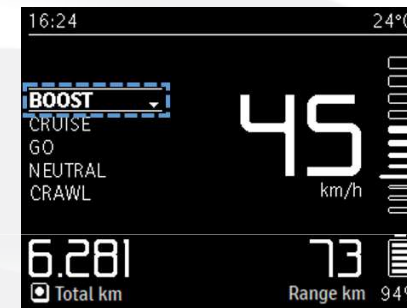 16:24 24°
BOOST
CRUISE
GO
NEUTRAL
CRAWL
45
km/h
6.281 73
Total km Range km 94°